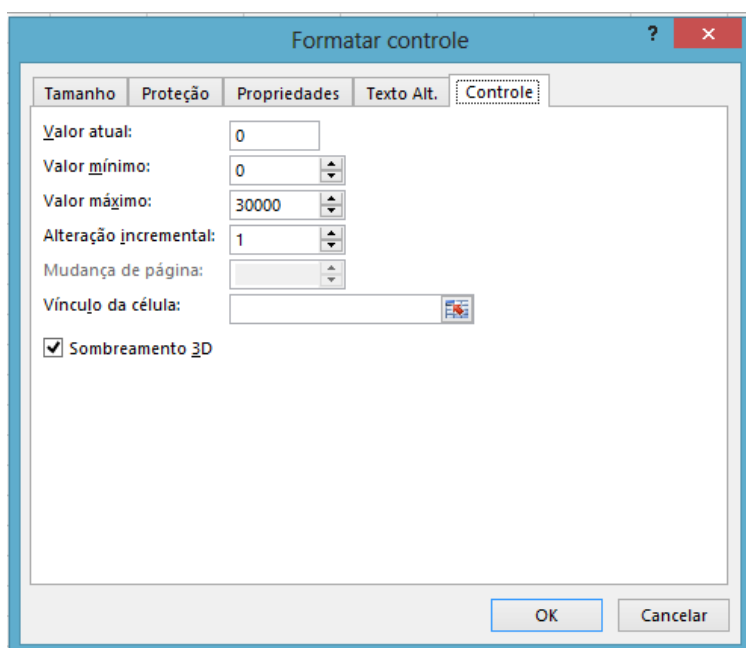 Formatar controle ? ×
Tamanho Proteção Propriedades Texto Alt. Controle
Valor atual: 0
Valor mínimo: 0
Valor máximo: 30000
Alteração incremental: 1
Mudança de página:
Vínculo da célula:
Sombreamento 3D
OK Cancelar